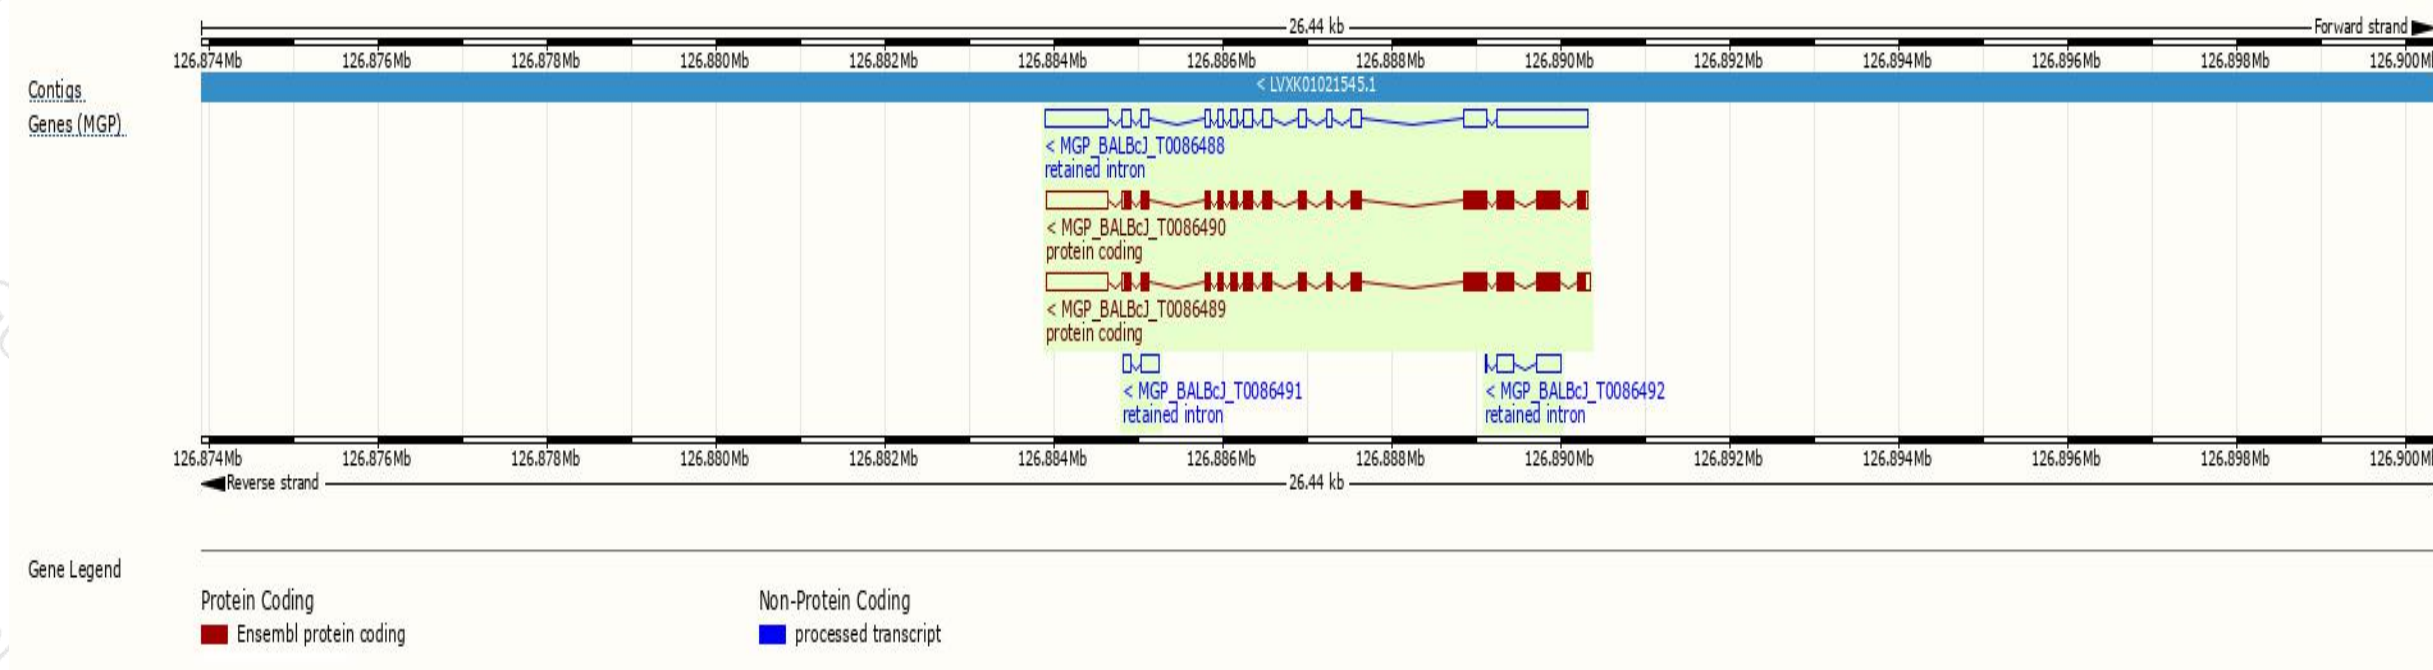 26.44 kb Forward strand
126.874Mb 126.876Mb 126.878Mb 126.880Mb 126.882Mb 126.884Mb 126.886Mb 126.888Mb 126.890Mb 126.892Mb 126.894Mb 126.896Mb 126.898Mb 126.900M
Contigs < LVXK01021545.1
Genes (MGP)
< MGP_BALBcJ_T0086488
retained intron
< MGP_BALBcJ_T0086490
protein coding
< MGP_BALBcJ_T0086489
protein coding
< MGP_BALBcJ_T0086491 < MGP_BALBcJ_T0086492
retained intron retained intron
126.874Mb 126.876Mb 126.878Mb 126.880Mb 126.882Mb 126.884Mb 126.886Mb 126.888Mb 126.890Mb 126.892Mb 126.894Mb 126.896Mb 126.898Mb 126.900M
Reverse strand 26.44 kb
Gene Legend
Protein Coding Non-Protein Coding
Ensembl protein coding processed transcript